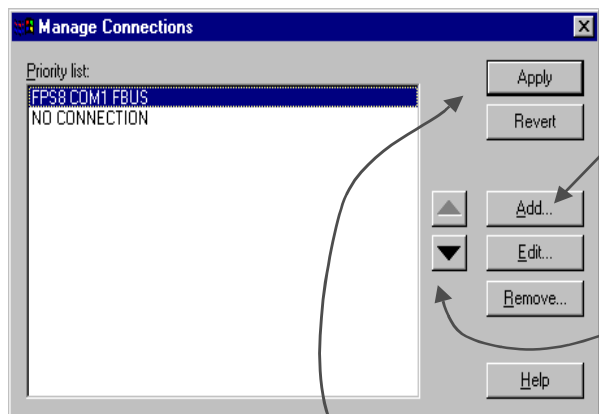 Manage Connections
Priority list:
FPS8 COM1 FBUS
NO CONNECTION
Apply
Revert
Add...
Edit...
Remove...
Help